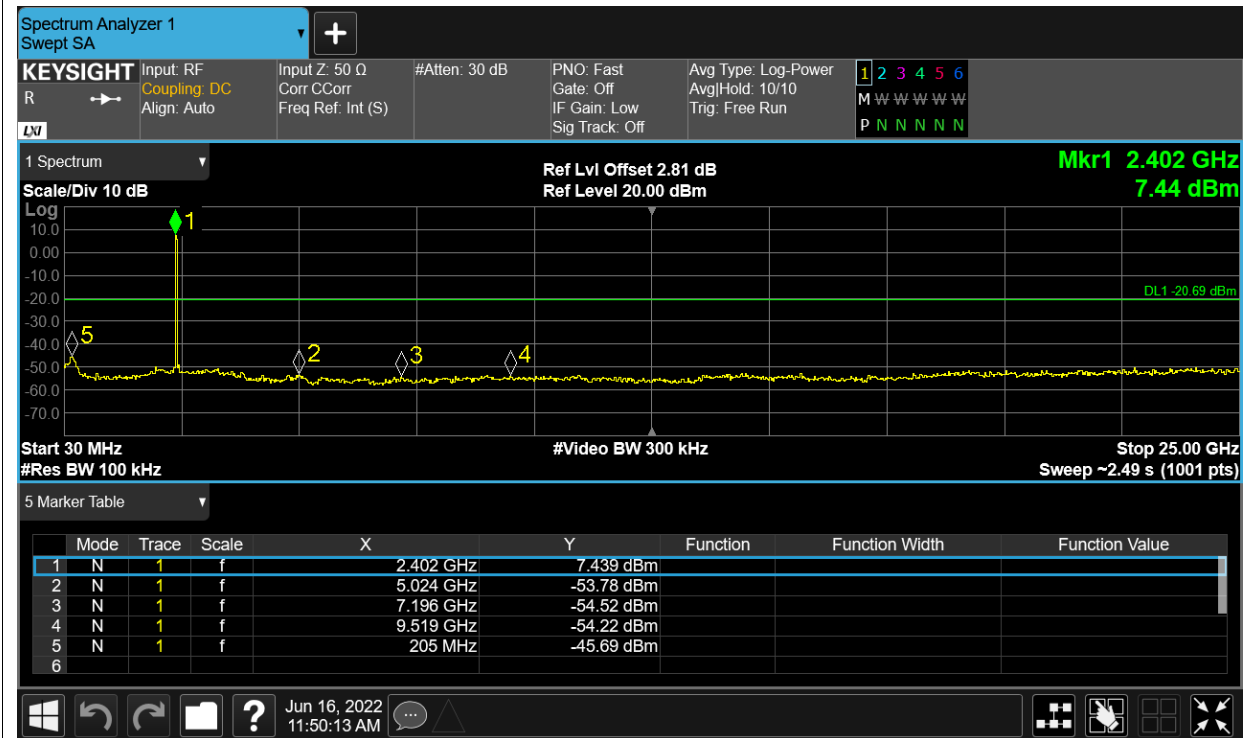 Spectrum Analyzer 1
Swept SA
+
KEYSIGHT Input: RF Input Z: 50 Ω #Atten: 30 dB PNO: Fast Avg Type: Log-Power 1 2 3 4 5 6
R Coupling: DC Corr CCorr Gate: Off Avg|Hold: 10/10 M W W W W W
Align: Auto Freq Ref: Int (S) IF Gain: Low Trig: Free Run
LXI Sig Track: Off P N N N N N
1 Spectrum Ref Lvl Offset 2.81 dB Mkr1 2.402 GHz
Scale/Div 10 dB Ref Level 20.00 dBm 7.44 dBm
Log
1
10.0
0.00
-10.0
DL1 -20.69 dBm
-20.0
-30.0
5
-40.0
2 3 4
-50.0
-60.0
-70.0
Start 30 MHz #Video BW 300 kHz Stop 25.00 GHz
#Res BW 100 kHz Sweep ~2.49 s (1001 pts)
5 Marker Table
Mode Trace Scale X Y Function Function Width Function Value
1 N 1 f 2.402 GHz 7.439 dBm
2 N 1 f 5.024 GHz -53.78 dBm
3 N 1 f 7.196 GHz -54.52 dBm
4 N 1 f 9.519 GHz -54.22 dBm
5 N 1 f 205 MHz -45.69 dBm
6
? Jun 16, 2022
11:50:13 AM